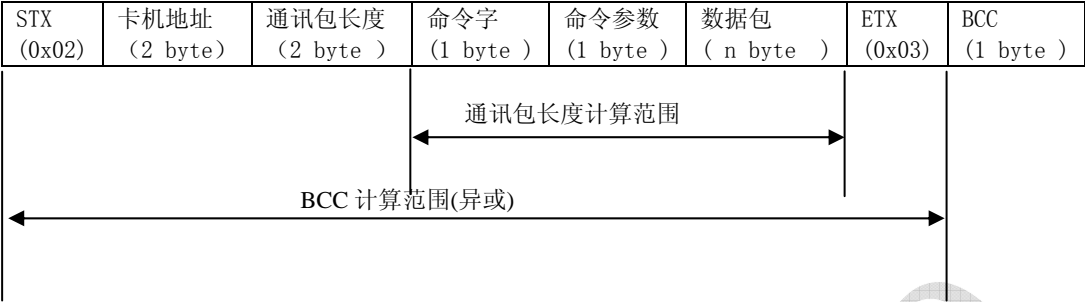 STX 卡机地址 通讯包长度 命令字 命令参数 数据包 ETX BCC
(0x02) （2 byte） （2 byte ） (1 byte ) (1 byte ) ( n byte ) (0x03) (1 byte )
通讯包长度计算范围
BCC 计算范围(异或)